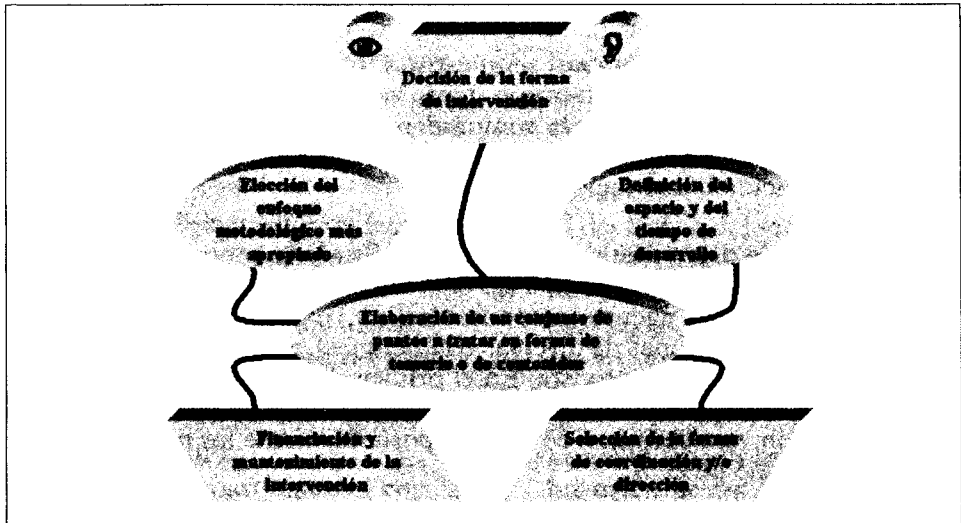 Decisión de la forma
de intervención
Elección del
enfoque
metodológico más
apropiado
Definición del
espacio y del
tiempo de
desarrollo
Elaboración de un conjunto de
puntos a tratar en forma de
temario o de contenidos
Financiación y
mantenimiento de la
intervención
Selección de la forma
de coordinación y/o
dirección